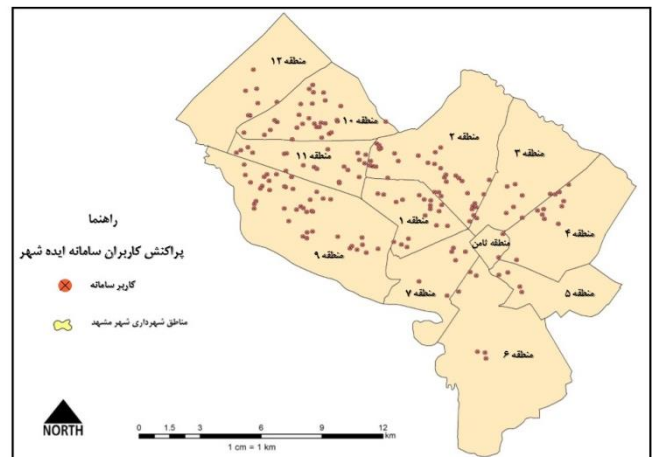 منطقه ۱۲
منطقه ۱۰
منطقه ۲
منطقه ۳
منطقه ۱۱
منطقه ۱
منطقه ۴
منطقه ثامن
منطقه ۹
منطقه ۷
منطقه ۵
منطقه ۶
راهنما
پراکنش کاربران سامانه ایده شهر
کاربر سامانه
مناطق شهرداری شهر مشهد
NORTH
0 1.5 3 6 9 12
km
1 cm = 1 km